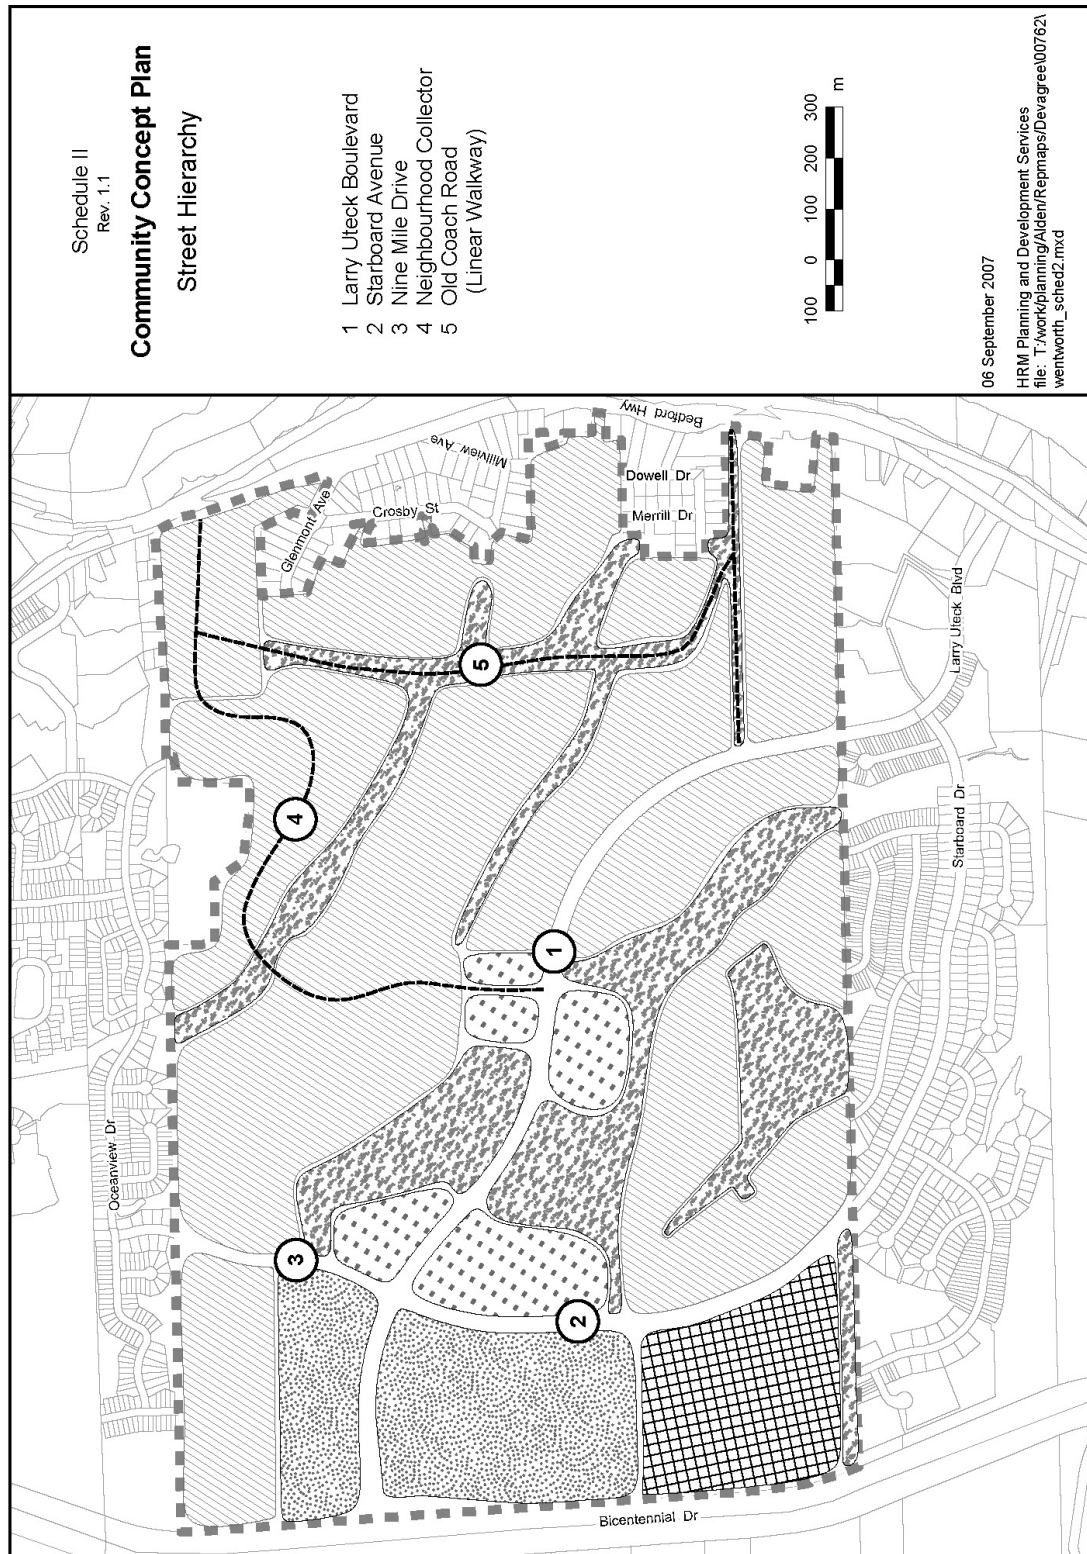 Schedule II
Rev. 1.1
Community Concept Plan
Street Hierarchy
1 Larry Uteck Boulevard
2 Starboard Avenue
3 Nine Mile Drive
4 Neighbourhood Collector
5 Old Coach Road
(Linear Walkway)
100 0 100 200 300 m
06 September 2007
HRM Planning and Development Services
file: T:/work/planning/Alden/Repmaps/Devagree\00762\
wentworth_sched2.mxd
Bedford Hwy
Millview Ave
Dowell Dr
Crosby St
Merrill Dr
Glenmont Ave
Larry Uteck Blvd
5
4
Starboard Dr
1
Oceanview Dr
3
2
Bicentennial Dr